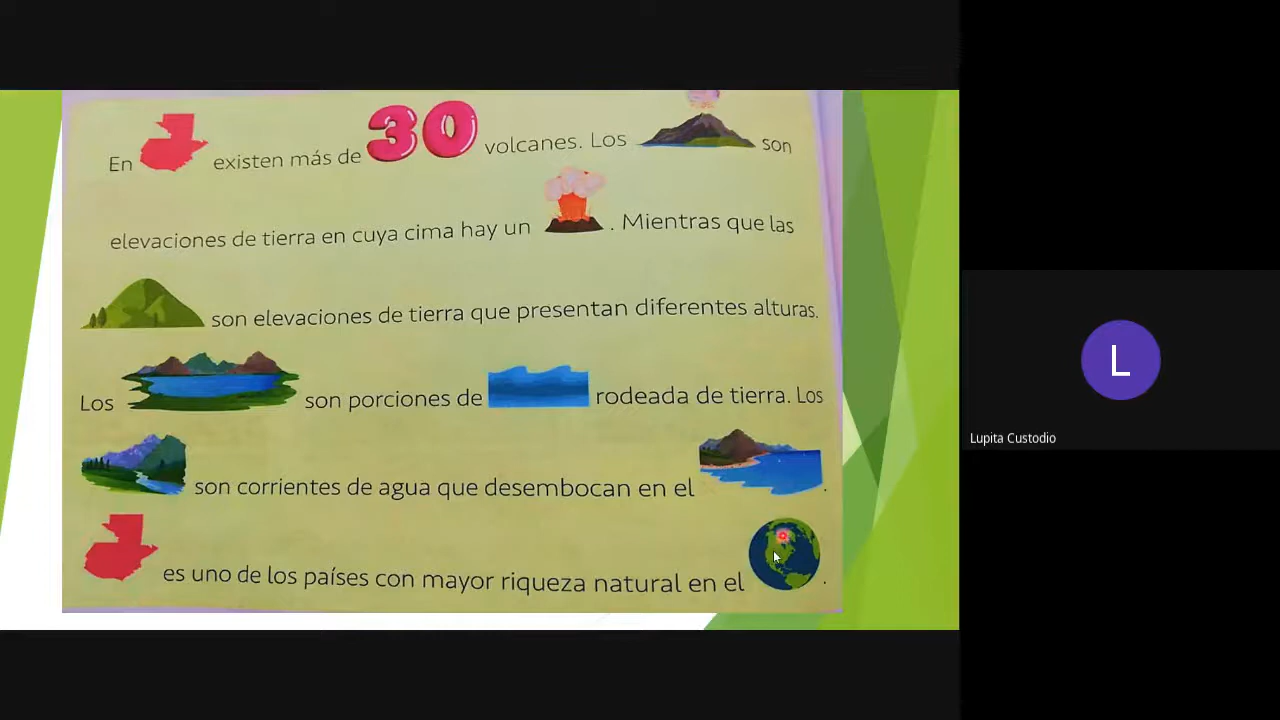 En existen más de 30 volcanes. Los son
elevaciones de tierra en cuya cima hay un . Mientras que las
son elevaciones de tierra que presentan diferentes alturas.
Los son porciones de rodeada de tierra. Los
son corrientes de agua que desembocan en el .
es uno de los países con mayor riqueza natural en el .
L
Lupita Custodio